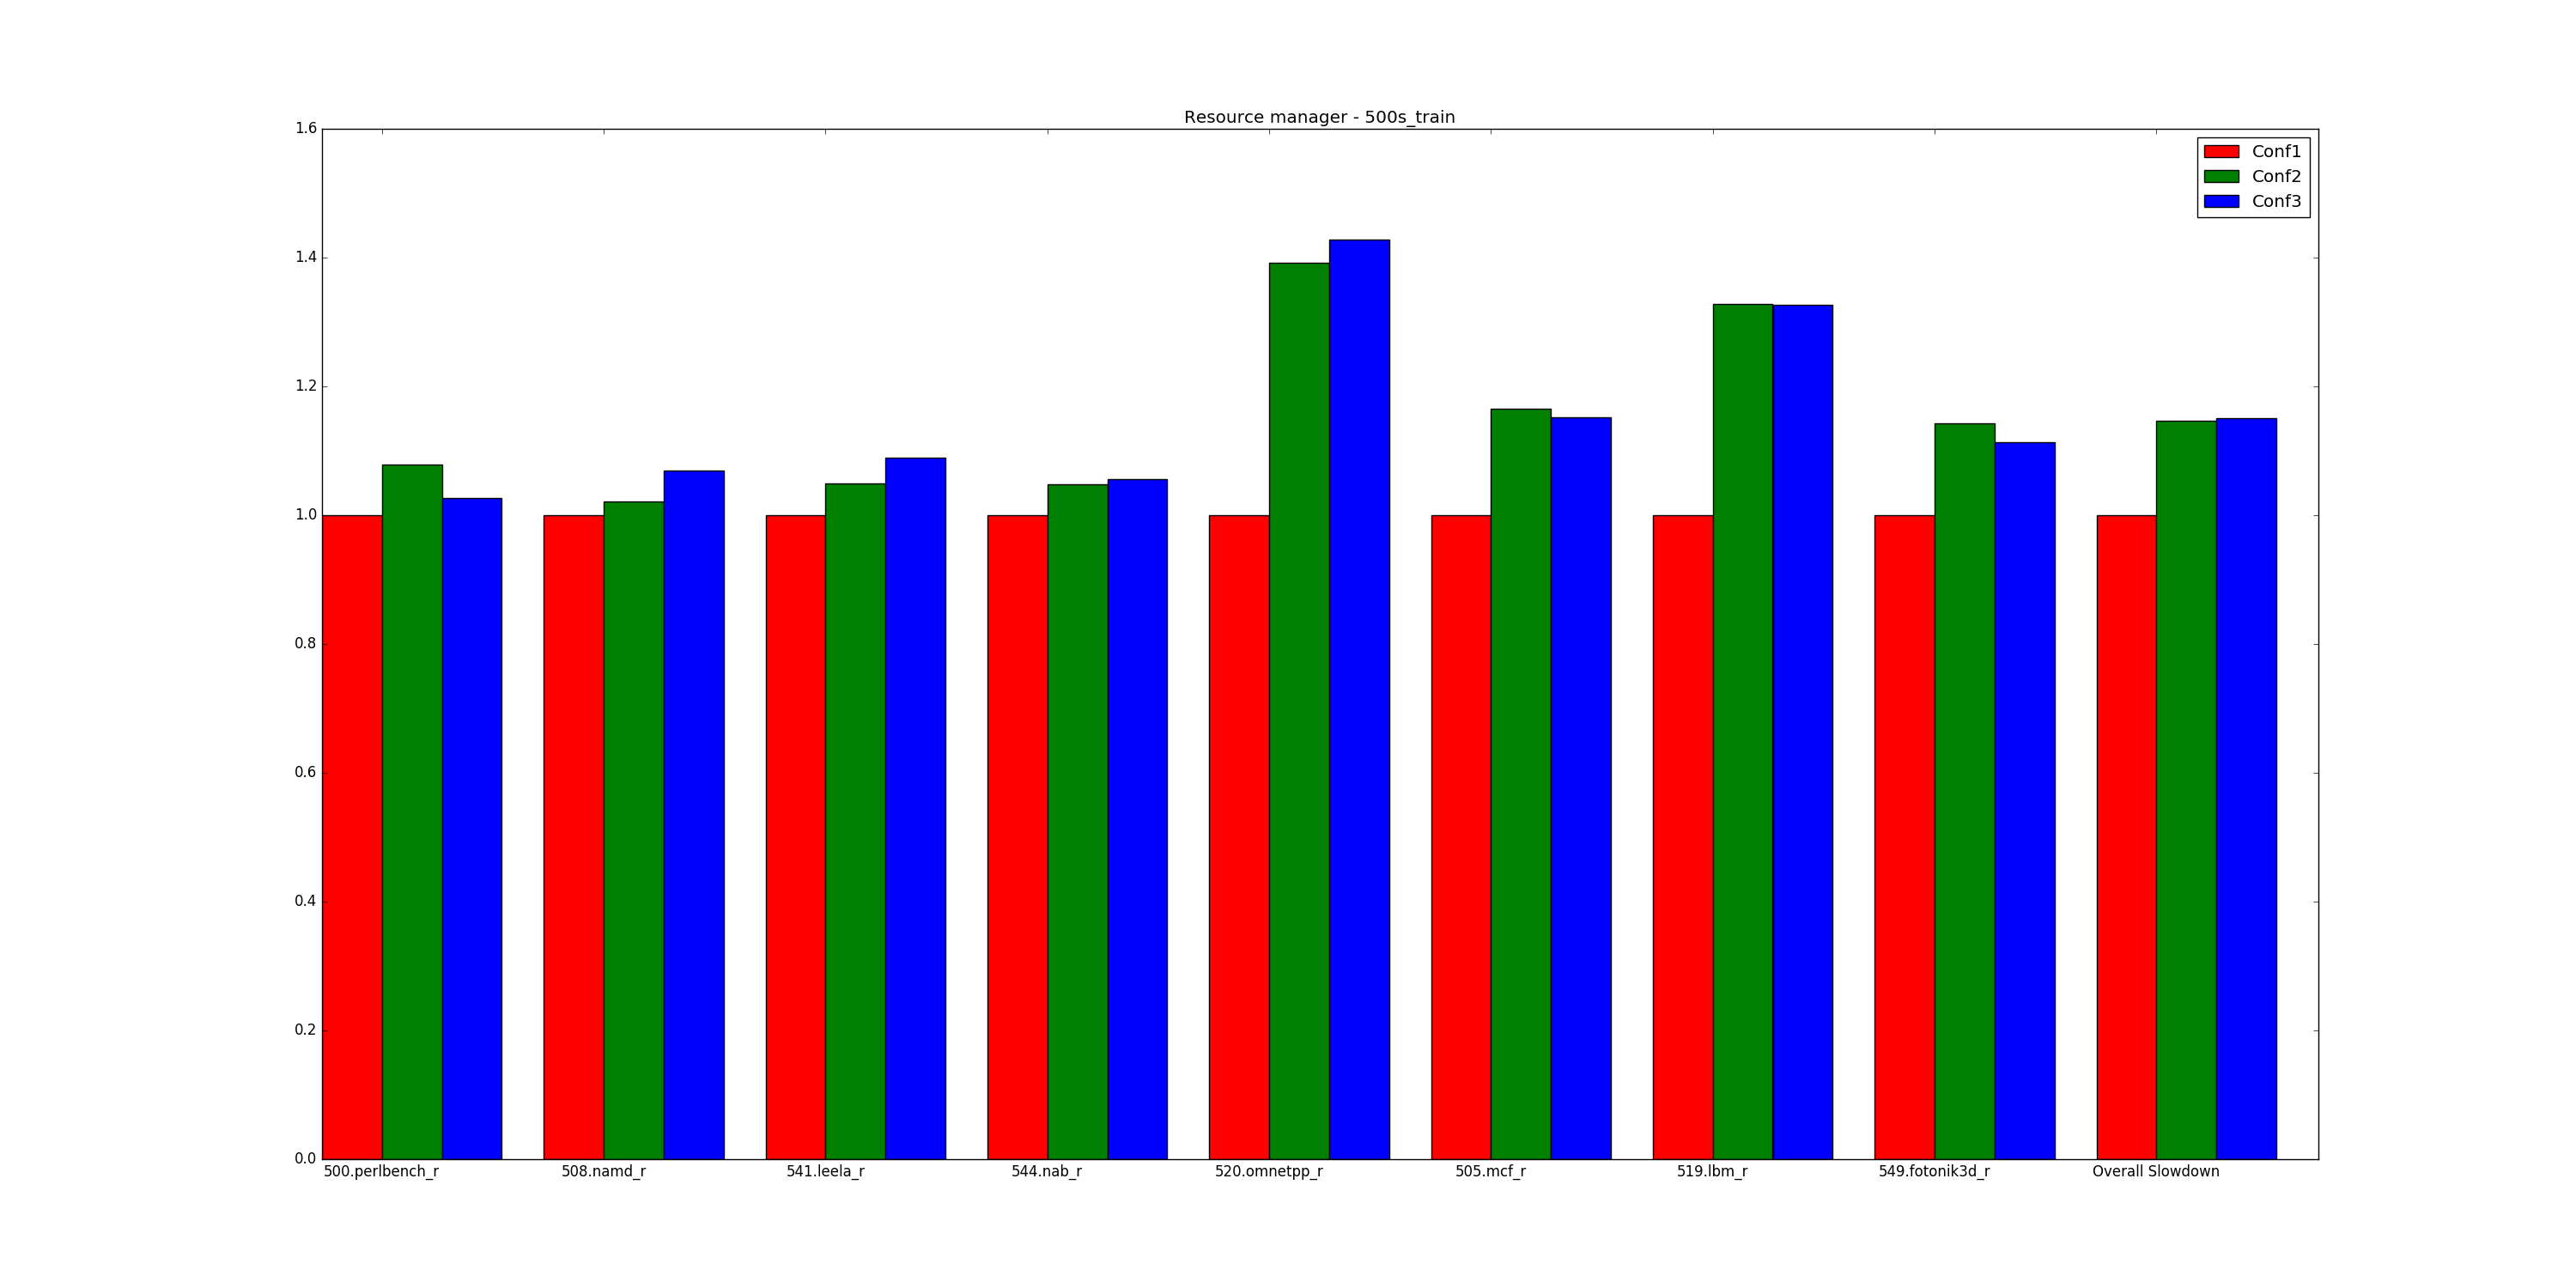 Resource manager - 500s_train
Conf1
Conf2
Conf3
1.6
1.4
1.2
1.0
0.8
0.6
0.4
0.2
0.0
500.perlbench_r 508.namd_r 541.leela_r 544.nab_r 520.omnetpp_r 505.mcf_r 519.lbm_r 549.fotonik3d_r Overall Slowdown